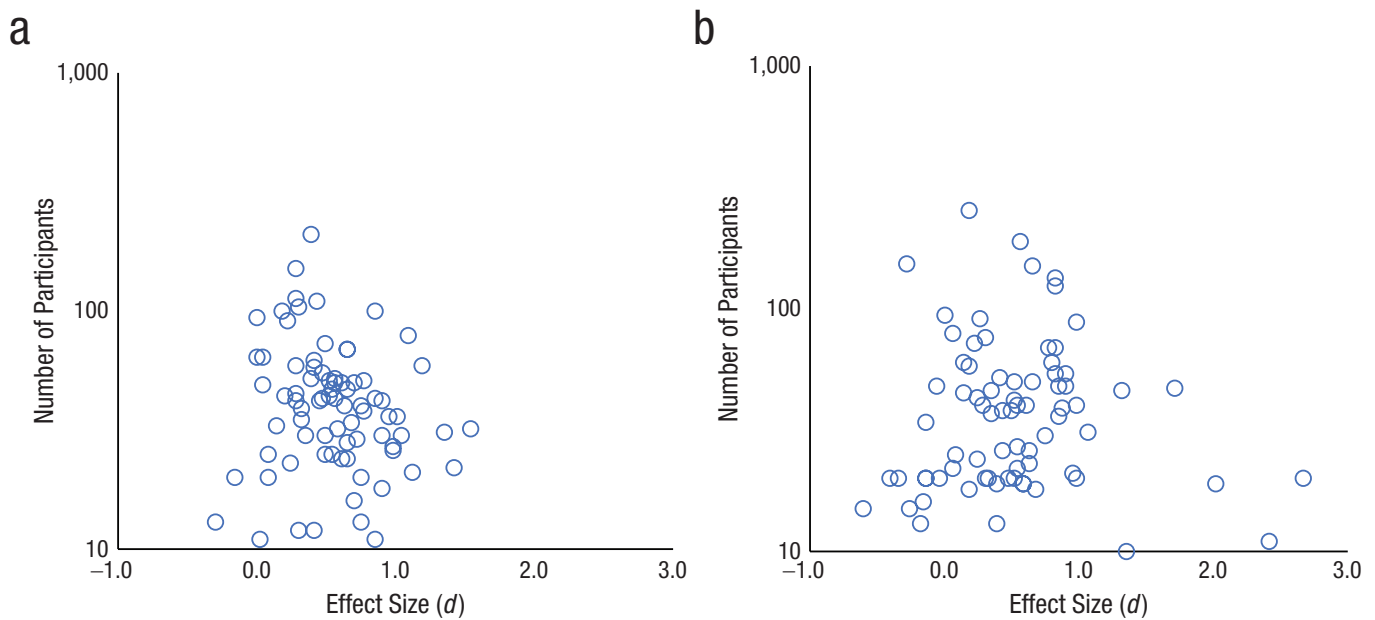 a
1,000
100
10
Number of Participants
–1.0 0.0 1.0 2.0 3.0
Effect Size (d)
b
1,000
100
10
Number of Participants
–1.0 0.0 1.0 2.0 3.0
Effect Size (d)